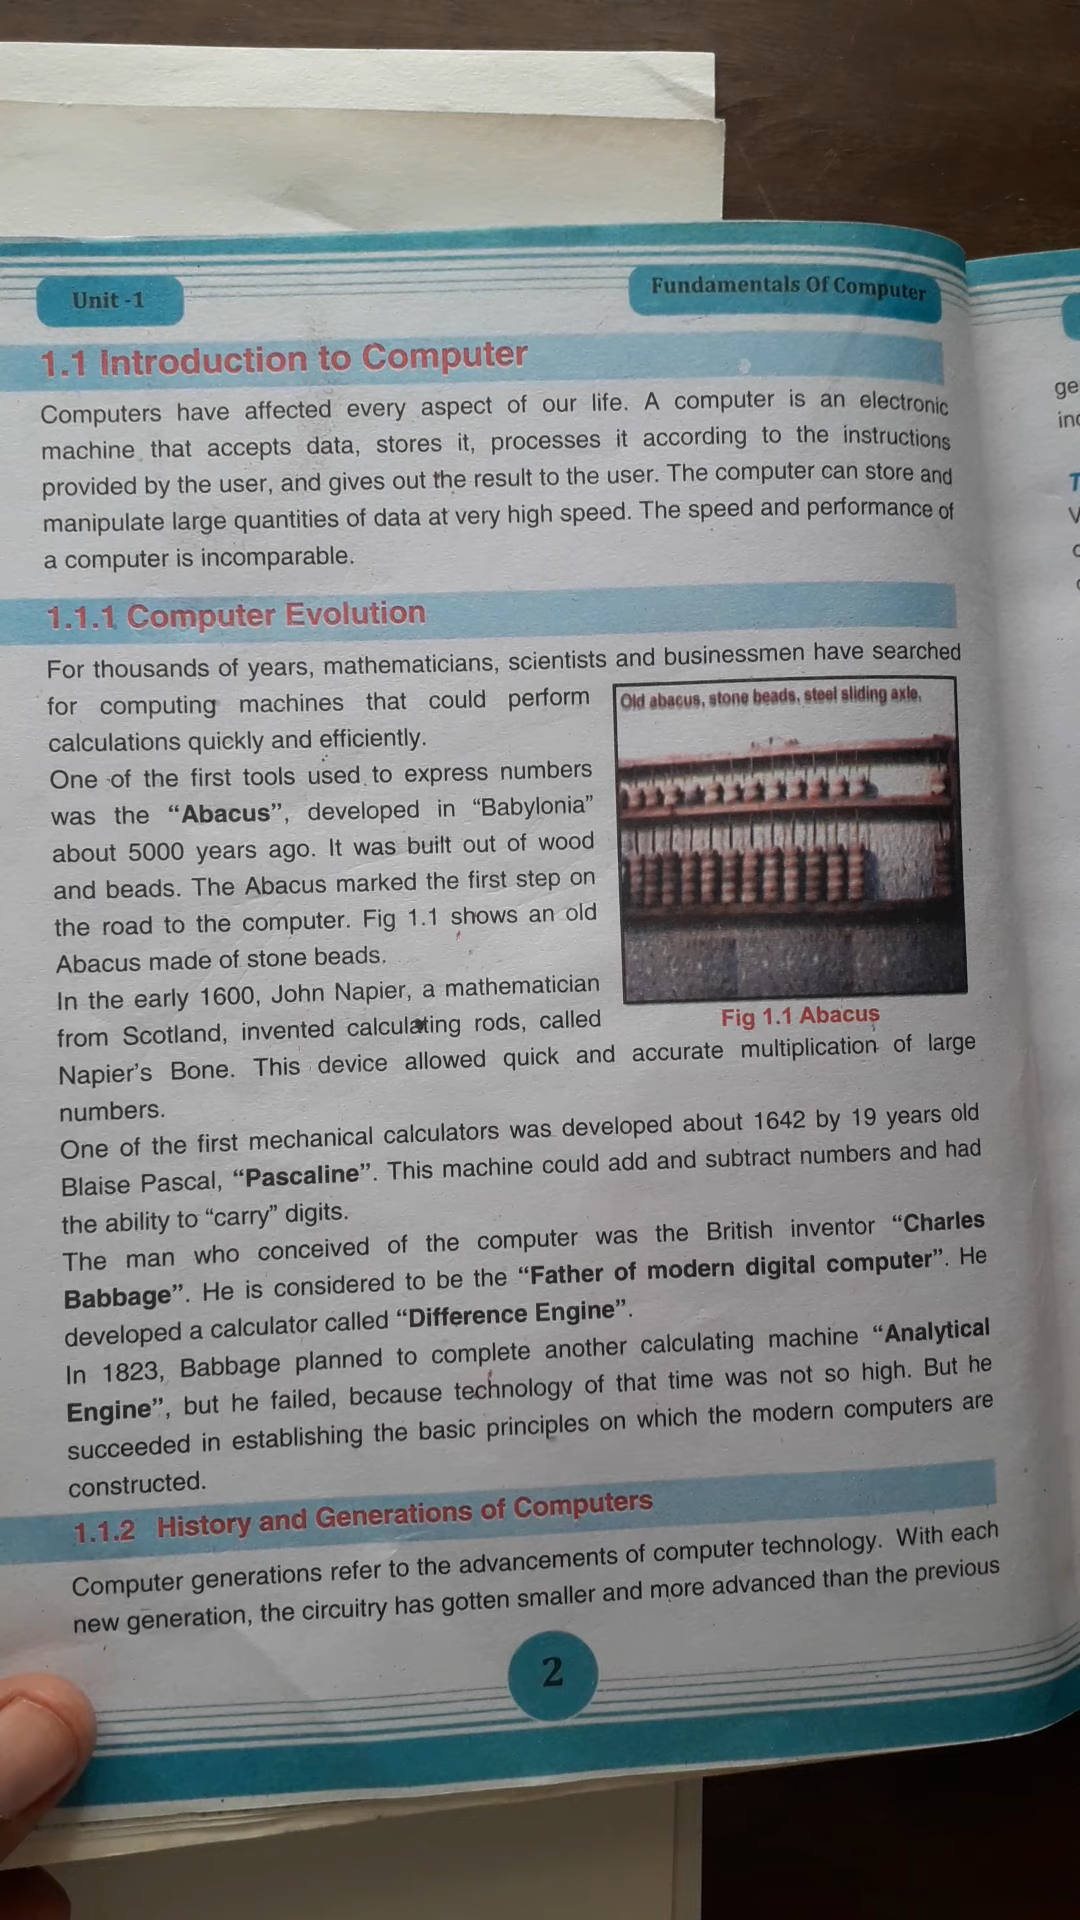 Unit -1
Fundamentals Of Computer
1.1 Introduction to Computer
Computers have affected every aspect of our life. A computer is an electronic
machine that accepts data, stores it, processes it according to the instructions
provided by the user, and gives out the result to the user. The computer can store and
manipulate large quantities of data at very high speed. The speed and performance of
a computer is incomparable.
1.1.1 Computer Evolution
For thousands of years, mathematicians, scientists and businessmen have searched
for computing machines that could perform
calculations quickly and efficiently.
One of the first tools used to express numbers
was the “Abacus”, developed in “Babylonia”
about 5000 years ago. It was built out of wood
and beads. The Abacus marked the first step on
the road to the computer. Fig 1.1 shows an old
Abacus made of stone beads.
In the early 1600, John Napier, a mathematician
from Scotland, invented calculating rods, called
Old abacus, stone beads, steel sliding axle.
Fig 1.1 Abacus
Napier’s Bone. This device allowed quick and accurate multiplication of large
numbers.
One of the first mechanical calculators was developed about 1642 by 19 years old
Blaise Pascal, “Pascaline”. This machine could add and subtract numbers and had
the ability to “carry” digits.
The man who conceived of the computer was the British inventor “Charles
Babbage”. He is considered to be the “Father of modern digital computer”. He
developed a calculator called “Difference Engine”.
In 1823, Babbage planned to complete another calculating machine “Analytical
Engine”, but he failed, because technology of that time was not so high. But he
succeeded in establishing the basic principles on which the modern computers are
constructed.
1.1.2 History and Generations of Computers
Computer generations refer to the advancements of computer technology. With each
new generation, the circuitry has gotten smaller and more advanced than the previous
2